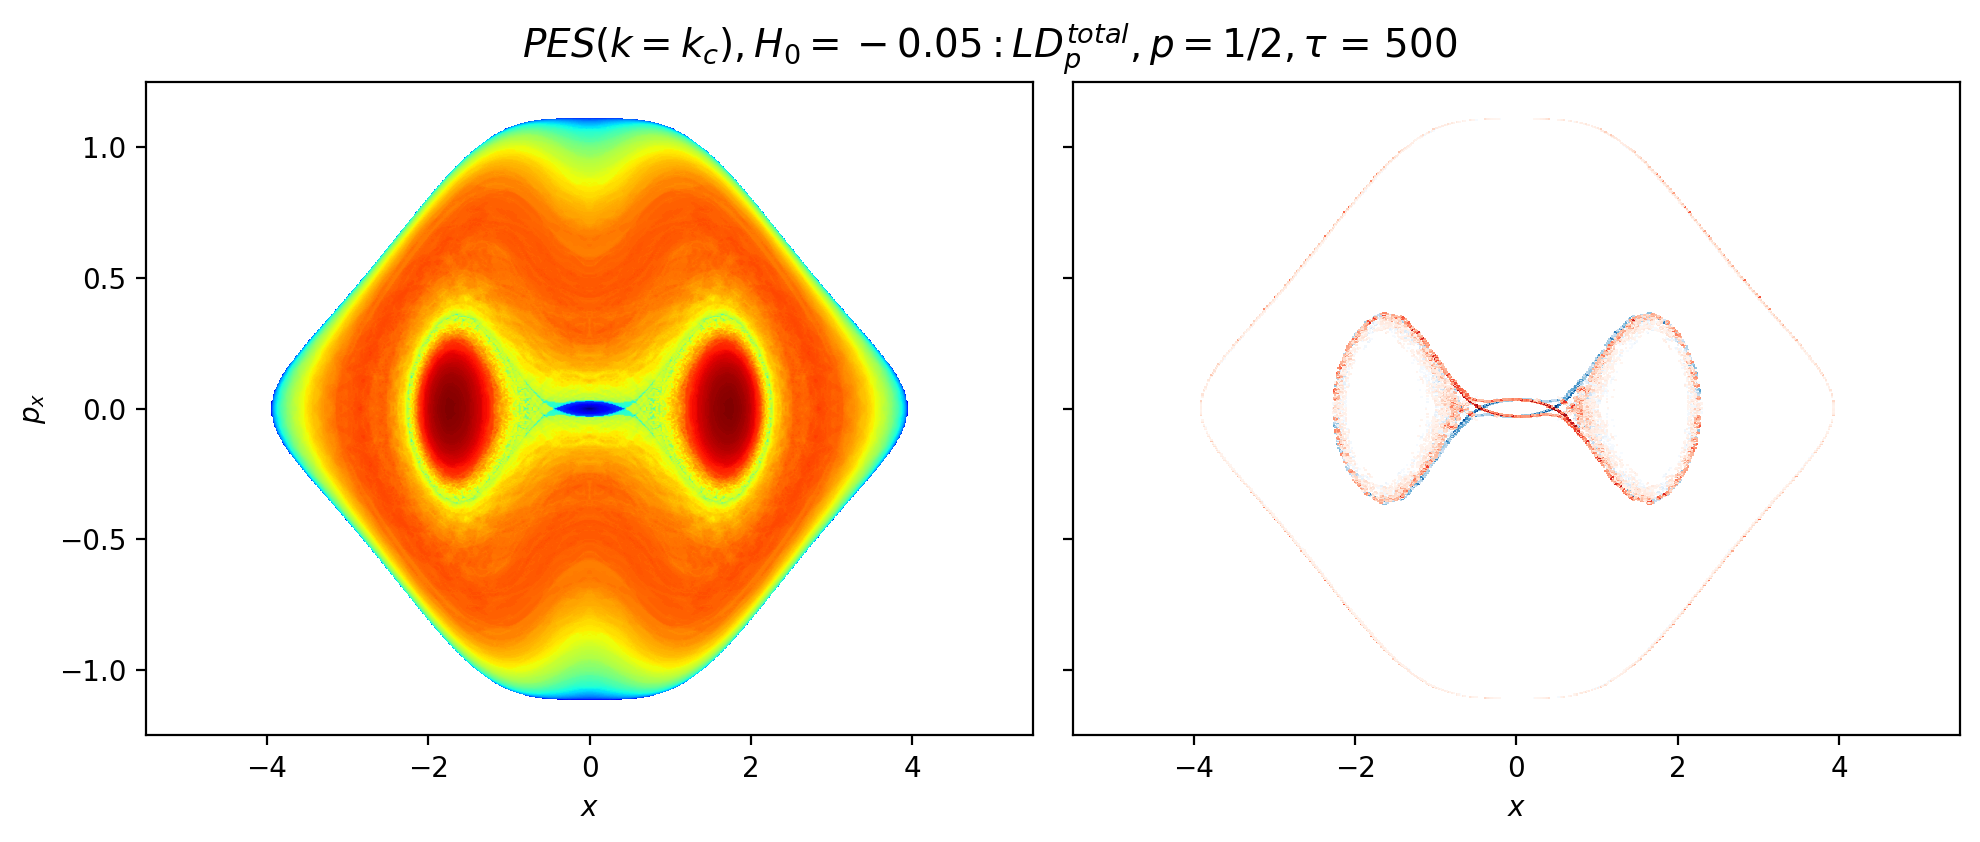 PES(k = k_c), H_0 = −0.05 : LD_p^{total}, p = 1/2, τ = 500
1.0
0.5
0.0
−0.5
−1.0
p_x
−4 −2 0 2 4
x
−4 −2 0 2 4
x